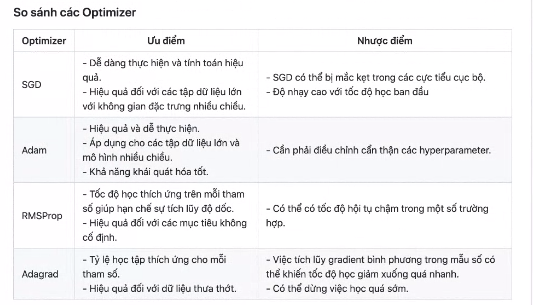 So sánh các Optimizer
Optimizer Ưu điểm Nhược điểm
SGD
- Dễ dàng thực hiện và tính toán hiệu
quả.
- Hiệu quả đối với các tập dữ liệu lớn
với không gian đặc trưng nhiều chiều.
- SGD có thể bị mắc kẹt trong các cực tiểu cục bộ.
- Độ nhạy cao với tốc độ học ban đầu
Adam
- Hiệu quả và dễ thực hiện.
- Áp dụng cho các tập dữ liệu lớn và
mô hình nhiều chiều.
- Khả năng khái quát hóa tốt.
- Cần phải điều chỉnh cẩn thận các hyperparameter.
RMSProp
- Tốc độ học thích ứng trên mỗi tham
số giúp hạn chế sự tích lũy độ dốc.
- Hiệu quả đối với các mục tiêu không
cố định.
- Có thể có tốc độ hội tụ chậm trong một số trường
hợp.
Adagrad
- Tỷ lệ học tập thích ứng cho mỗi
tham số.
- Hiệu quả đối với dữ liệu thưa thớt.
- Việc tích lũy gradient bình phương trong mẫu số có
thể khiến tốc độ học giảm xuống quá nhanh.
- Có thể dừng việc học quá sớm.